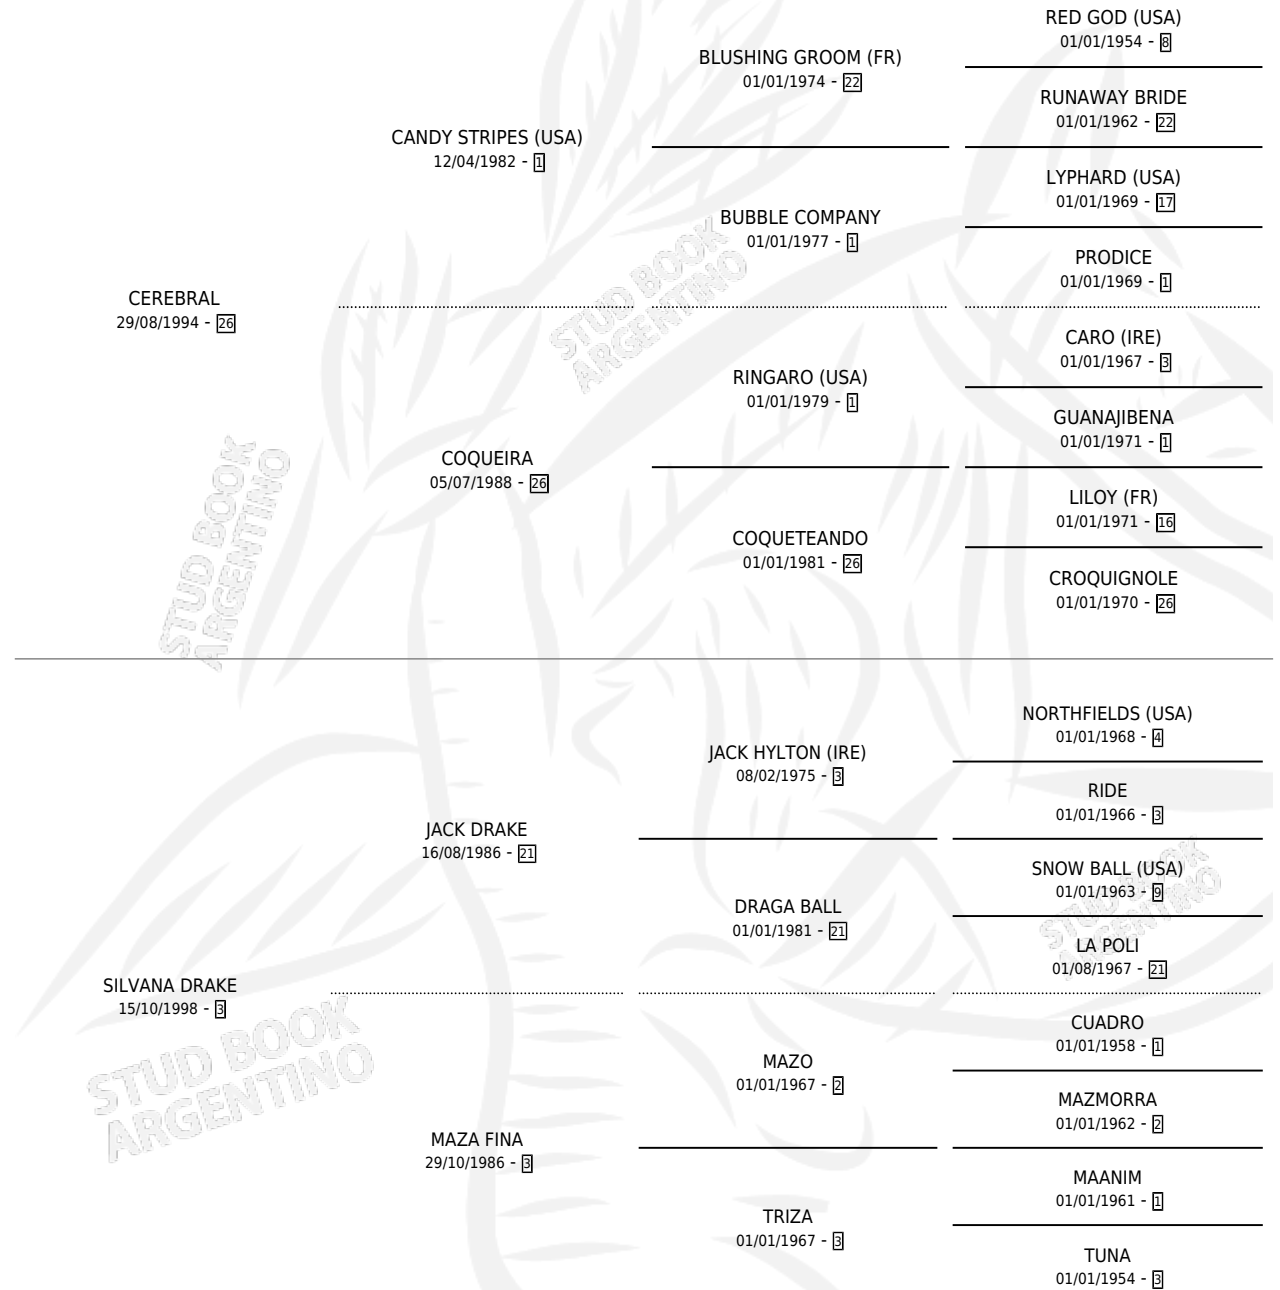 RED GOD (USA)
01/01/1954 - 8
BLUSHING GROOM (FR)
01/01/1974 - 22
RUNAWAY BRIDE
01/01/1962 - 22
CANDY STRIPES (USA)
12/04/1982 - 1
LYPHARD (USA)
01/01/1969 - 17
BUBBLE COMPANY
01/01/1977 - 1
PRODICE
01/01/1969 - 1
CEREBRAL
29/08/1994 - 26
STUD BOOK
ARGENTINO
CARO (IRE)
01/01/1967 - 3
RINGARO (USA)
01/01/1979 - 1
GUANAJIBENA
01/01/1971 - 1
COQUEIRA
05/07/1988 - 26
LILOY (FR)
01/01/1971 - 16
COQUETEANDO
01/01/1981 - 26
CROQUIGNOLE
01/01/1970 - 26
STUD BOOK
ARGENTINO
NORTHFIELDS (USA)
01/01/1968 - 4
JACK HYLTON (IRE)
08/02/1975 - 3
RIDE
01/01/1966 - 3
JACK DRAKE
16/08/1986 - 21
SNOW BALL (USA)
01/01/1963 - 9
DRAGA BALL
01/01/1981 - 21
STUD BOOK
ARGENTINO
LA POLI
01/08/1967 - 21
SILVANA DRAKE
15/10/1998 - 3
CUADRO
01/01/1958 - 1
MAZO
01/01/1967 - 2
MAZMORRA
01/01/1962 - 2
STUD BOOK
ARGENTINO
MAZA FINA
29/10/1986 - 3
MAANIM
01/01/1961 - 1
TRIZA
01/01/1967 - 3
TUNA
01/01/1954 - 3